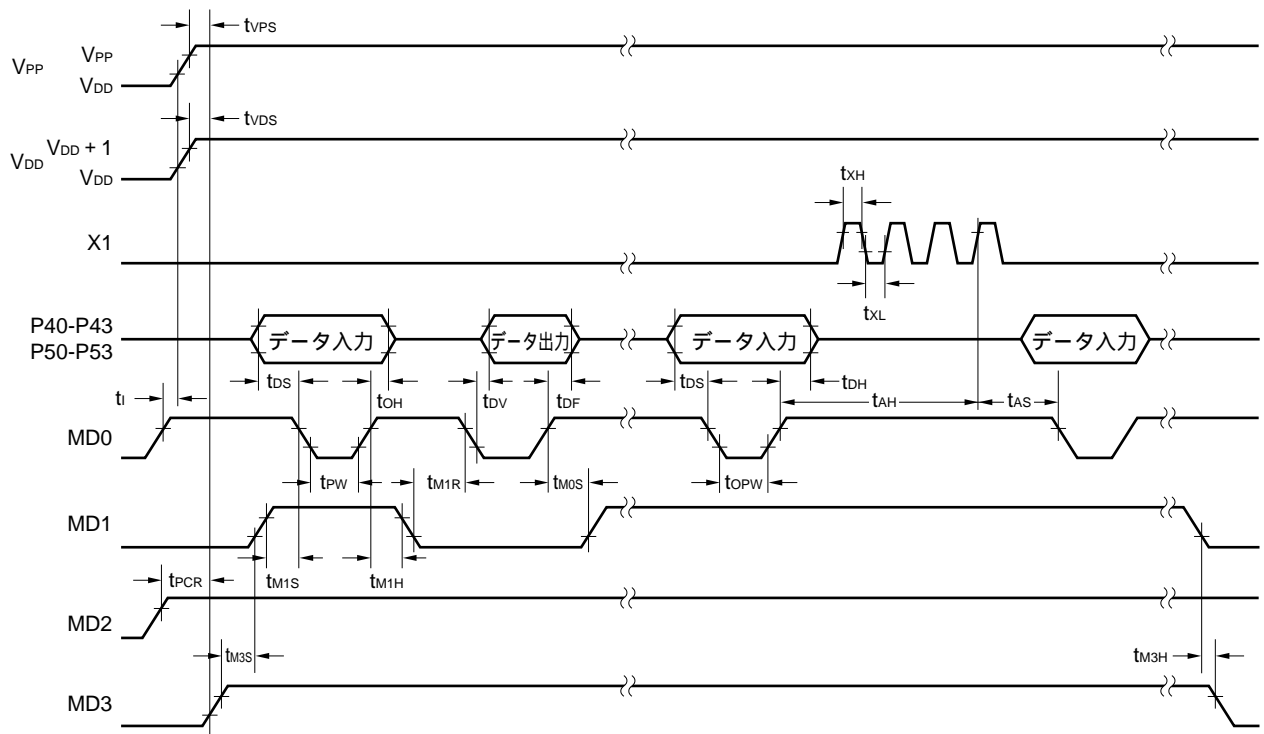 tVPS
VPP
VPP
VDD
tVDS
VDD + 1
VDD
VDD
tXH
X1
tXL
P40-P43
P50-P53
データ入力
データ出力
データ入力
データ入力
tDS
tOH
tDV
tDF
tDS
tDH
tI
tAH
tAS
MD0
tPW
tM1R
tM0S
tOPW
MD1
tPCR
tM1S
tM1H
MD2
tM3S
tM3H
MD3